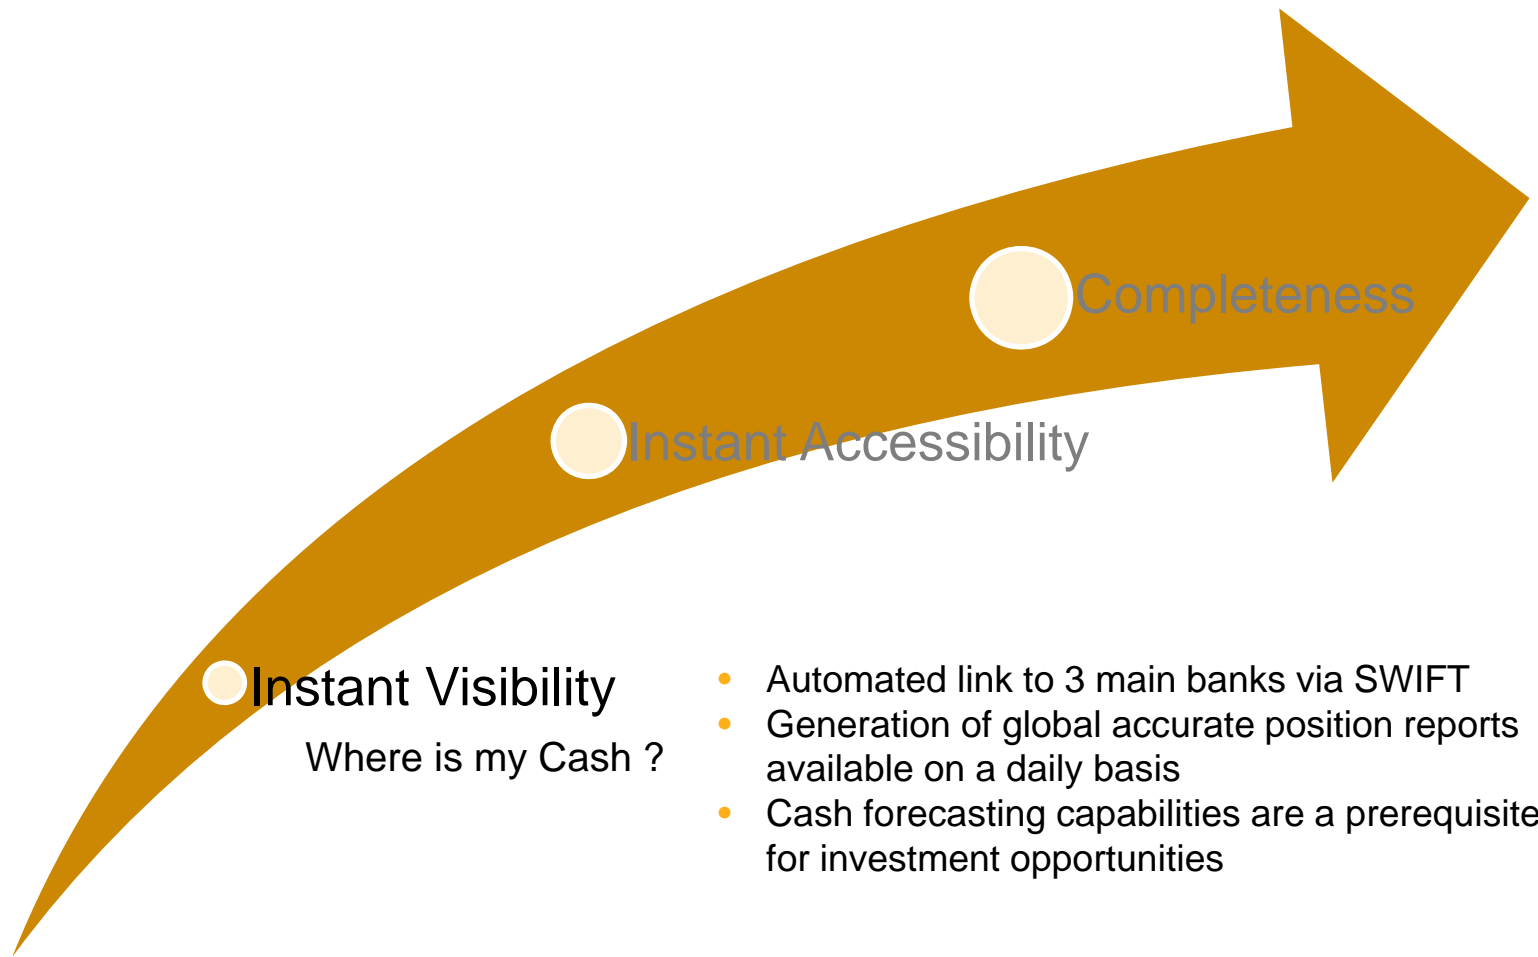 Completeness
Instant Accessibility
Instant Visibility
Where is my Cash ?
• Automated link to 3 main banks via SWIFT
• Generation of global accurate position reports
available on a daily basis
• Cash forecasting capabilities are a prerequisite
for investment opportunities